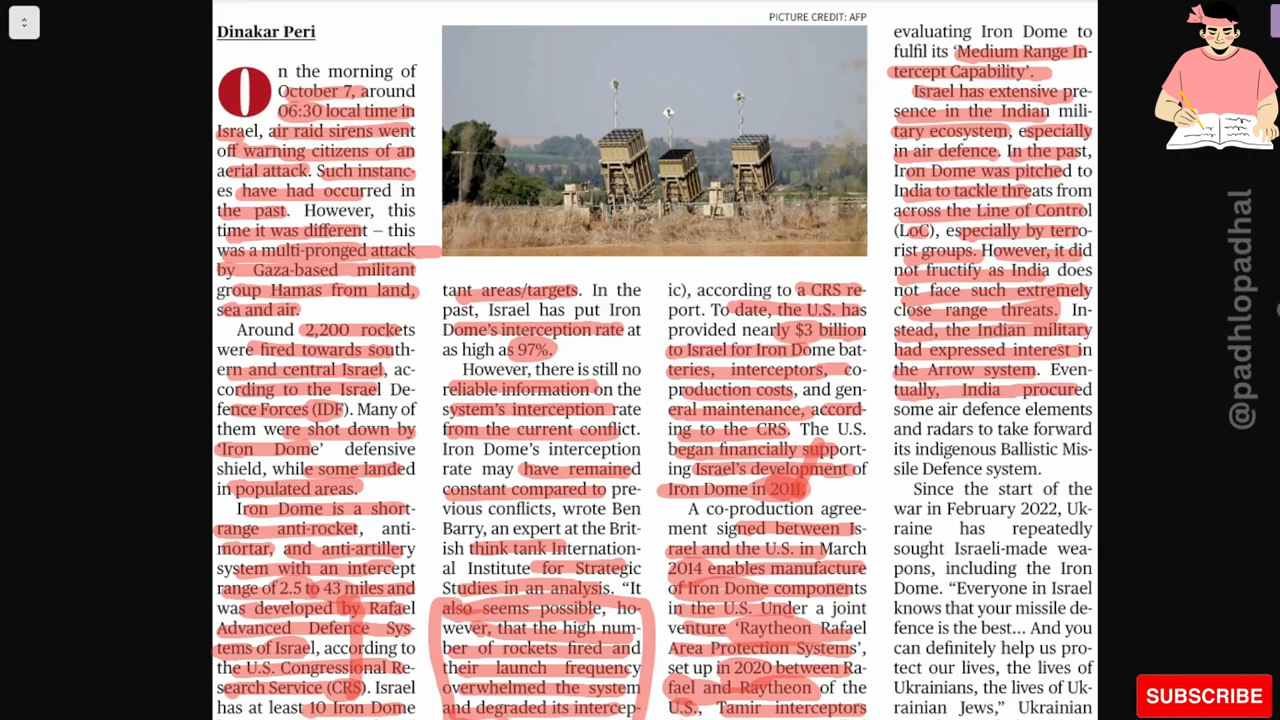 PICTURE CREDIT: AFP
Dinakar Peri
On the morning of
October 7, around
06:30 local time in
Israel, air raid sirens went
off warning citizens of an
aerial attack. Such instanc-
es have had occurred in
the past. However, this
time it was different – this
was a multi-pronged attack
by Gaza-based militant
group Hamas from land,
sea and air.
Around 2,200 rockets
were fired towards south-
ern and central Israel, ac-
cording to the Israel De-
fence Forces (IDF). Many of
them were shot down by
‘Iron Dome’ defensive
shield, while some landed
in populated areas.
Iron Dome is a short-
range anti-rocket, anti-
mortar, and anti-artillery
system with an intercept
range of 2.5 to 43 miles and
was developed by Rafael
Advanced Defence Sys-
tems of Israel, according to
the U.S. Congressional Re-
search Service (CRS). Israel
has at least 10 Iron Dome
tant areas/targets. In the
past, Israel has put Iron
Dome’s interception rate at
as high as 97%.
However, there is still no
reliable information on the
system’s interception rate
from the current conflict.
Iron Dome’s interception
rate may have remained
constant compared to pre-
vious conflicts, wrote Ben
Barry, an expert at the Brit-
ish think tank Internation-
al Institute for Strategic
Studies in an analysis. “It
also seems possible, ho-
wever, that the high num-
ber of rockets fired and
their launch frequency
overwhelmed the system
and degraded its intercep-
ic), according to a CRS re-
port. To date, the U.S. has
provided nearly $3 billion
to Israel for Iron Dome bat-
teries, interceptors, co-
production costs, and gen-
eral maintenance, accord-
ing to the CRS. The U.S.
began financially support-
ing Israel’s development of
Iron Dome in 2011.
A co-production agree-
ment signed between Is-
rael and the U.S. in March
2014 enables manufacture
of Iron Dome components
in the U.S. Under a joint
venture ‘Raytheon Rafael
Area Protection Systems’,
set up in 2020 between Ra-
fael and Raytheon of the
U.S., Tamir interceptors
evaluating Iron Dome to
fulfil its ‘Medium Range In-
tercept Capability’.
Israel has extensive pre-
sence in the Indian mili-
tary ecosystem, especially
in air defence. In the past,
Iron Dome was pitched to
India to tackle threats from
across the Line of Control
(LoC), especially by terro-
rist groups. However, it did
not fructify as India does
not face such extremely
close range threats. In-
stead, the Indian military
had expressed interest in
the Arrow system. Even-
tually, India procured
some air defence elements
and radars to take forward
its indigenous Ballistic Mis-
sile Defence system.
Since the start of the
war in February 2022, Uk-
raine has repeatedly
sought Israeli-made wea-
pons, including the Iron
Dome. “Everyone in Israel
knows that your missile de-
fence is the best... And you
can definitely help us pro-
tect our lives, the lives of
Ukrainians, the lives of Uk-
rainian Jews,” Ukrainian
@padhlopadhal
SUBSCRIBE